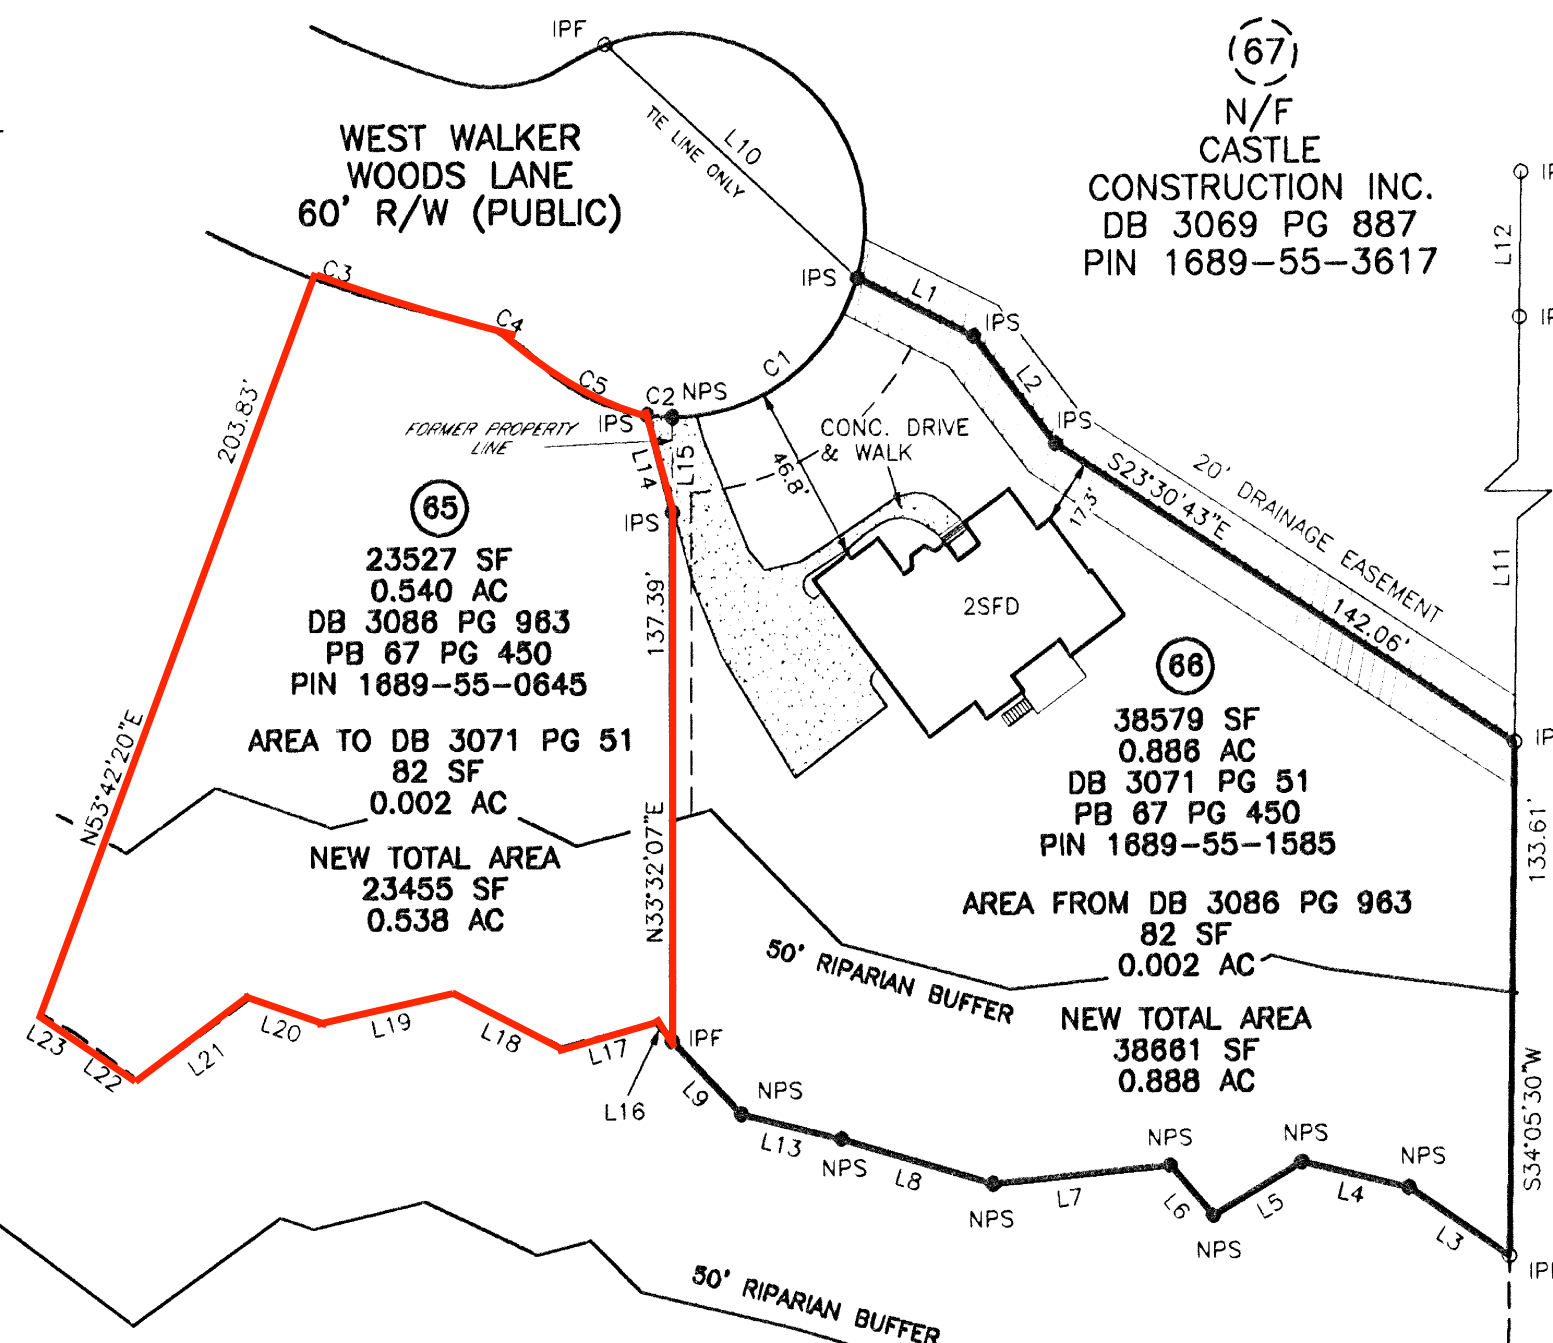 IPF
67
N/F
CASTLE
CONSTRUCTION INC.
DB 3069 PG 887
PIN 1689-55-3617
WEST WALKER
WOODS LANE
60' R/W (PUBLIC)
L10
TIE LINE ONLY
L12
C3
IPS
L1
IPS
C4
C1
L2
C5
C2
NPS
IPS
IPS
203.83'
FORMER PROPERTY
LINE
L14
L15
CONC. DRIVE
& WALK
46.8'
17.3'
S23°30'43"E
142.06'
20' DRAINAGE EASEMENT
L11
IPS
65
23527 SF
0.540 AC
DB 3086 PG 963
PB 67 PG 450
PIN 1689-55-0645
137.39'
2SFD
66
38579 SF
0.886 AC
DB 3071 PG 51
PB 67 PG 450
PIN 1689-55-1585
AREA TO DB 3071 PG 51
82 SF
0.002 AC
N53°42'20"E
N33°32'07"E
133.61'
NEW TOTAL AREA
23455 SF
0.538 AC
AREA FROM DB 3086 PG 963
82 SF
0.002 AC
50' RIPARIAN BUFFER
NEW TOTAL AREA
38661 SF
0.888 AC
S34°05'30"W
L23
L22
L21
L20
L19
L18
L17
L16
IPF
L9
NPS
L13
NPS
L8
NPS
L7
NPS
L6
NPS
L5
NPS
L4
NPS
L3
50' RIPARIAN BUFFER